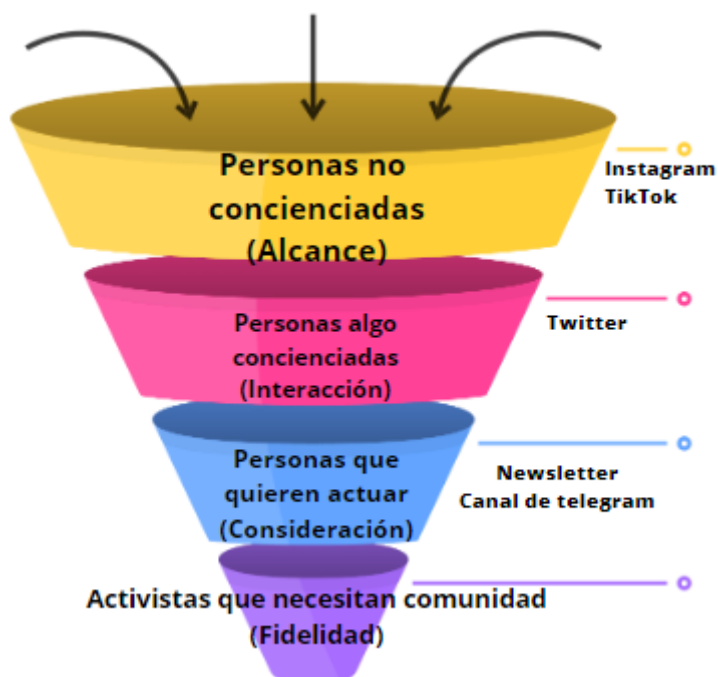 Personas no
concienciadas
(Alcance)
Instagram
TikTok
Personas algo
concienciadas
(Interacción)
Twitter
Personas que
quieren actuar
(Consideración)
Newsletter
Canal de telegram
Activistas que necesitan comunidad
(Fidelidad)